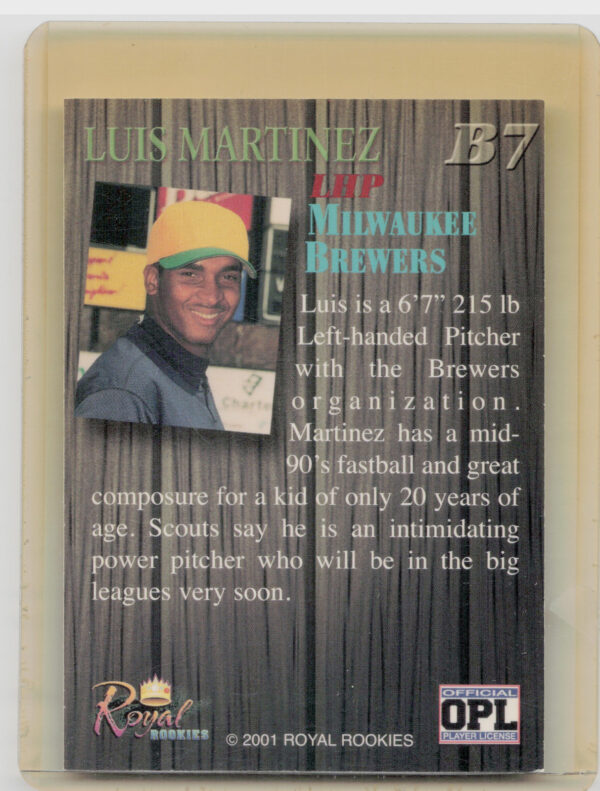 LUIS MARTINEZ
B7
LHP
MILWAUKEE
BREWERS
Luis is a 6'7" 215 lb
Left-handed Pitcher
with the Brewers
organization.
Martinez has a mid-
90's fastball and great
composure for a kid of only 20 years of
age. Scouts say he is an intimidating
power pitcher who will be in the big
leagues very soon.
Charte
Royal
ROOKIES
© 2001 ROYAL ROOKIES
OFFICIAL
OPL
PLAYER LICENSE